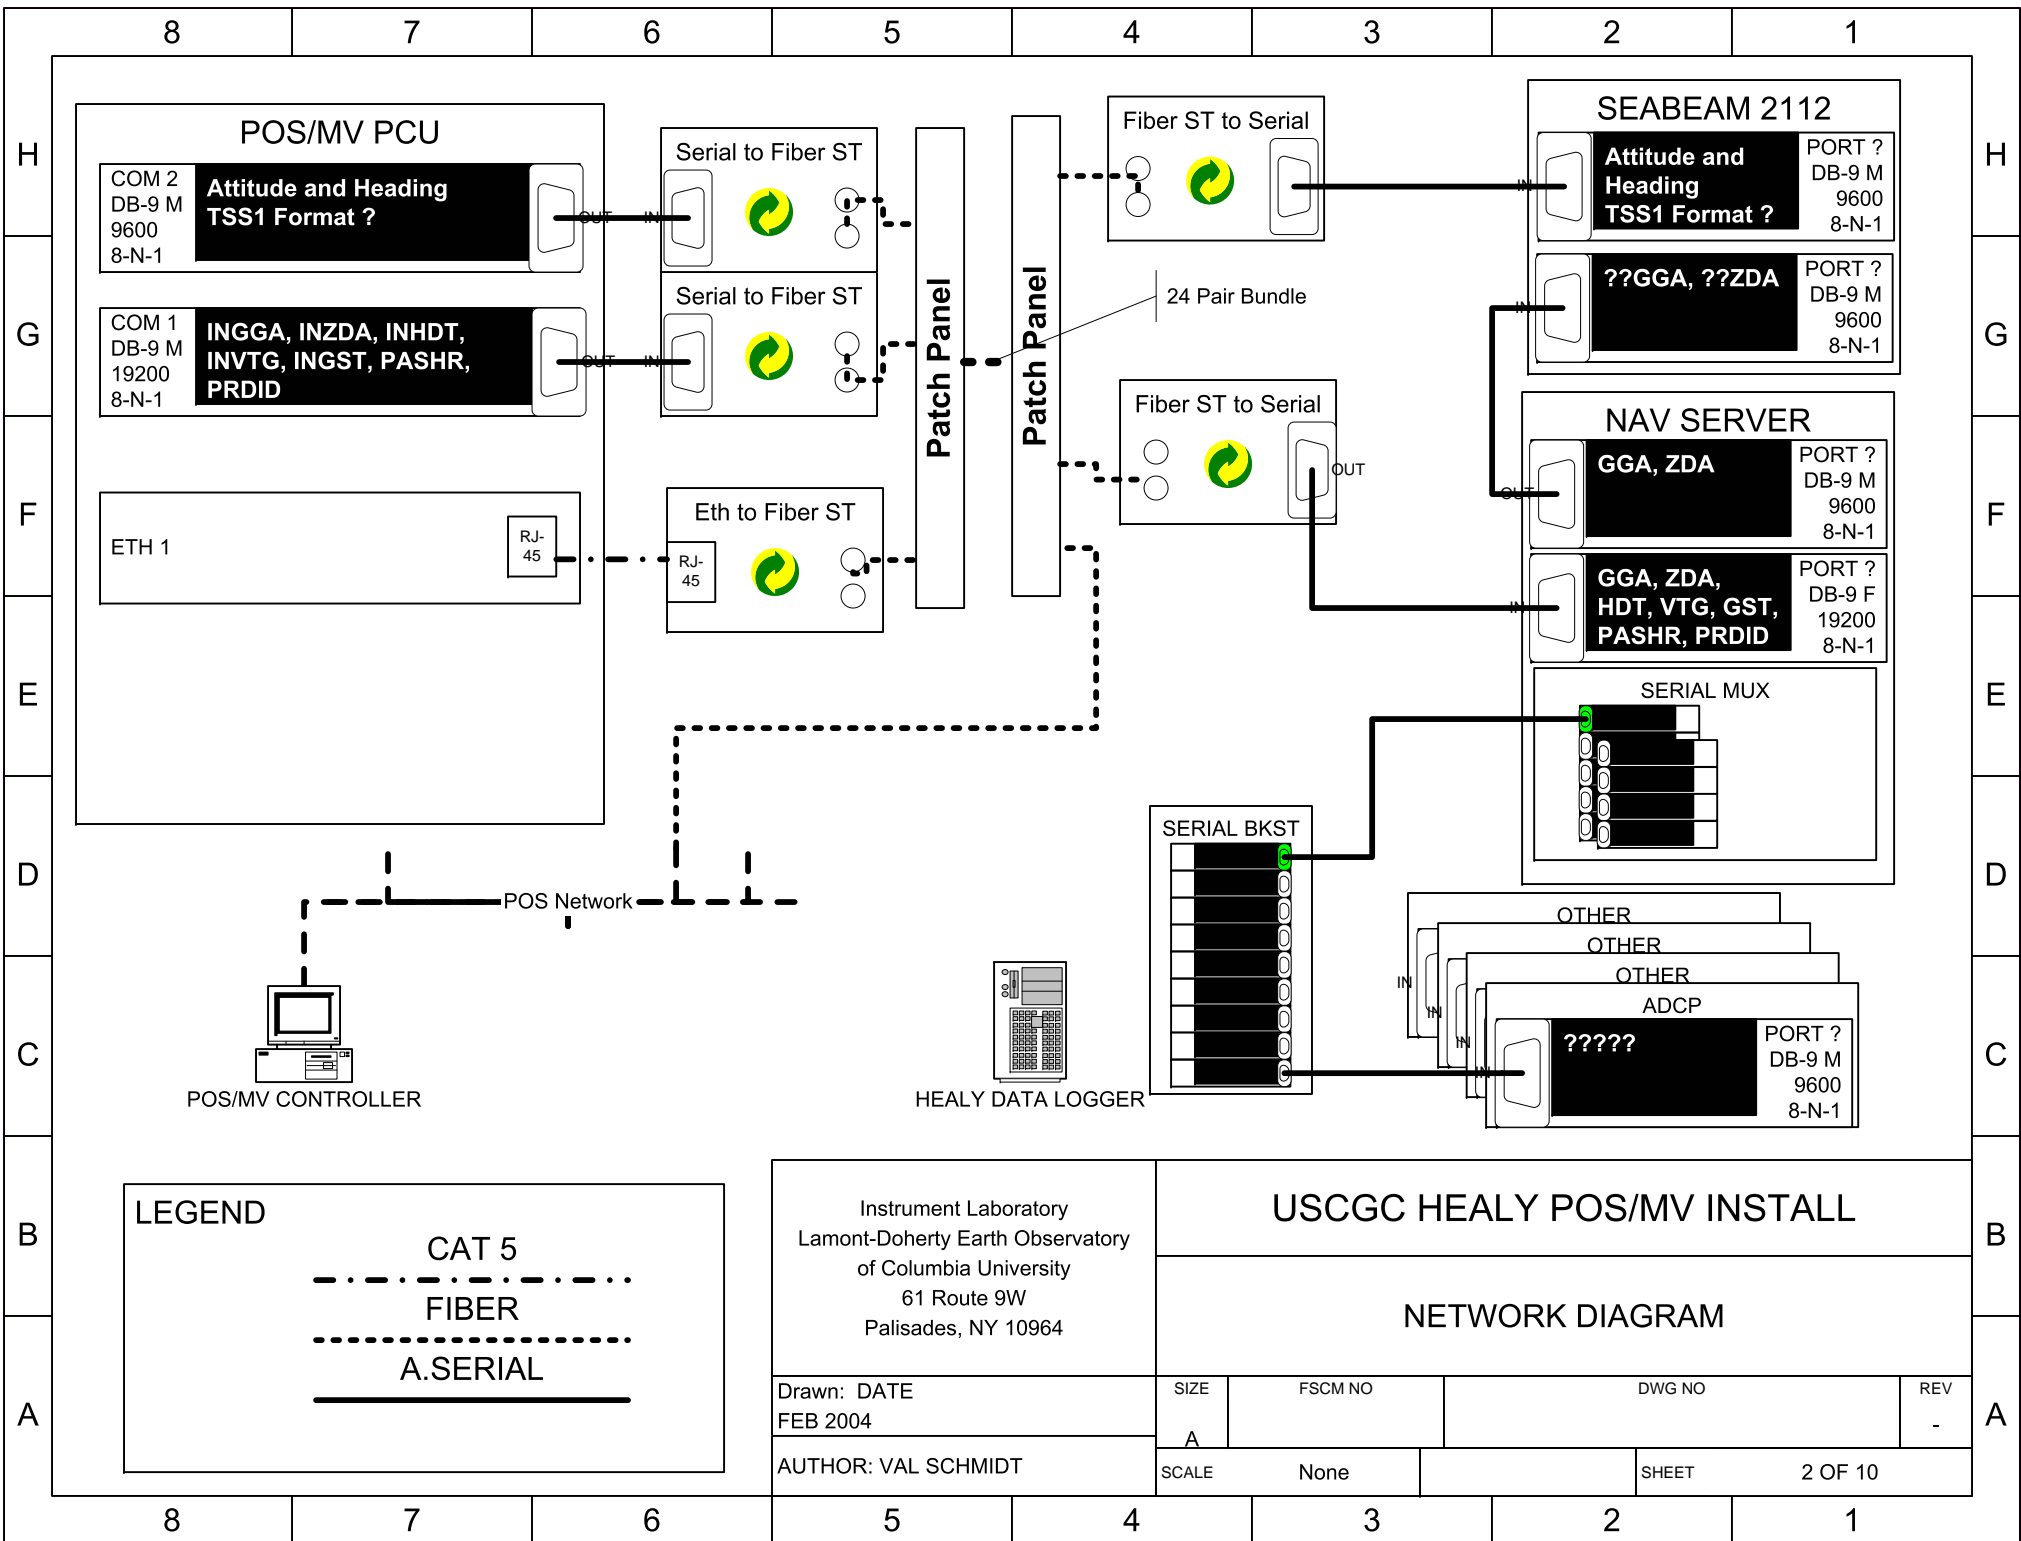 8 7 6 5 4 3 2 1
H
G
F
E
D
C
B
A
POS/MV PCU
COM 2
DB-9 M
9600
8-N-1
Attitude and Heading
TSS1 Format ?
OUT
COM 1
DB-9 M
19200
8-N-1
INGGA, INZDA, INHDT,
INVTG, INGST, PASHR,
PRDID
OUT
ETH 1
RJ-
45
Serial to Fiber ST
IN
Serial to Fiber ST
IN
Eth to Fiber ST
RJ-
45
Patch Panel
Patch Panel
24 Pair Bundle
Fiber ST to Serial
Fiber ST to Serial
OUT
SEABEAM 2112
IN
Attitude and
Heading
TSS1 Format ?
PORT ?
DB-9 M
9600
8-N-1
IN
??GGA, ??ZDA
PORT ?
DB-9 M
9600
8-N-1
NAV SERVER
OUT
GGA, ZDA
PORT ?
DB-9 M
9600
8-N-1
IN
GGA, ZDA,
HDT, VTG, GST,
PASHR, PRDID
PORT ?
DB-9 F
19200
8-N-1
SERIAL MUX
SERIAL BKST
OTHER
IN
OTHER
IN
OTHER
IN
ADCP
IN
?????
PORT ?
DB-9 M
9600
8-N-1
POS Network
POS/MV CONTROLLER
HEALY DATA LOGGER
LEGEND
CAT 5
FIBER
A.SERIAL
Instrument Laboratory
Lamont-Doherty Earth Observatory
of Columbia University
61 Route 9W
Palisades, NY 10964
Drawn: DATE
FEB 2004
AUTHOR: VAL SCHMIDT
USCGC HEALY POS/MV INSTALL
NETWORK DIAGRAM
SIZE
A
FSCM NO
DWG NO
REV
-
SCALE None
SHEET 2 OF 10
H
G
F
E
D
C
B
A
8 7 6 5 4 3 2 1